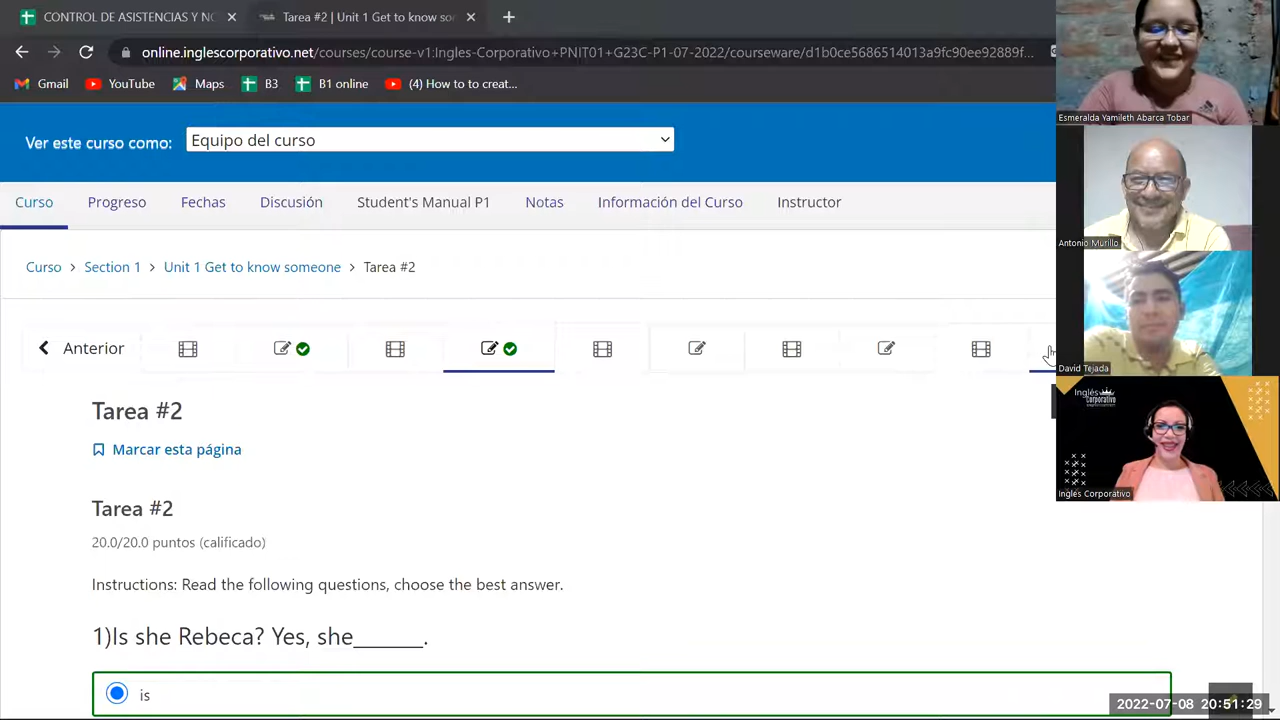 CONTROL DE ASISTENCIAS Y NO
Tarea #2 | Unit 1 Get to know so
online.inglescorporativo.net/courses/course-v1:Ingles-Corporativo+PNIT01+G23C-P1-07-2022/courseware/d1b0ce5686514013a9fc90ee92889f...
Gmail
YouTube
Maps
B3
B1 online
(4) How to to creat...
Ver este curso como:
Equipo del curso
Curso
Progreso
Fechas
Discusión
Student's Manual P1
Notas
Información del Curso
Instructor
Curso > Section 1 > Unit 1 Get to know someone > Tarea #2
Anterior
Tarea #2
Marcar esta página
Tarea #2
20.0/20.0 puntos (calificado)
Instructions: Read the following questions, choose the best answer.
1)Is she Rebeca? Yes, she_______.
is
Esmeralda Yamileth Abarca Tobar
Antonio Murillo
David Tejada
Inglés
Corporativo
Inglés Corporativo
2022-07-08 20:51:29